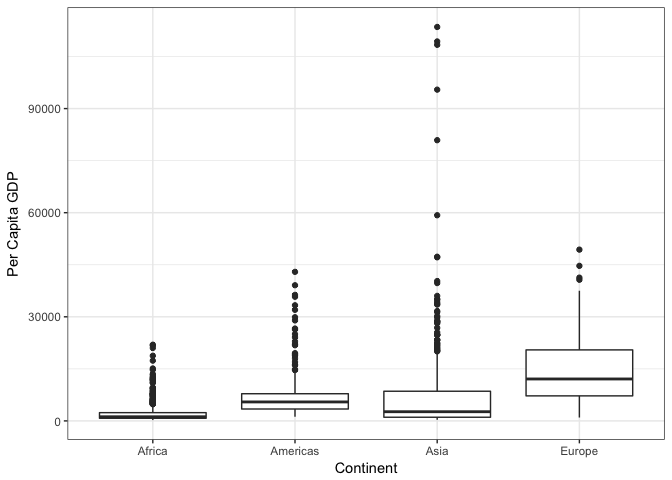 Per Capita GDP
90000
60000
30000
0
Africa
Americas
Asia
Europe
Continent